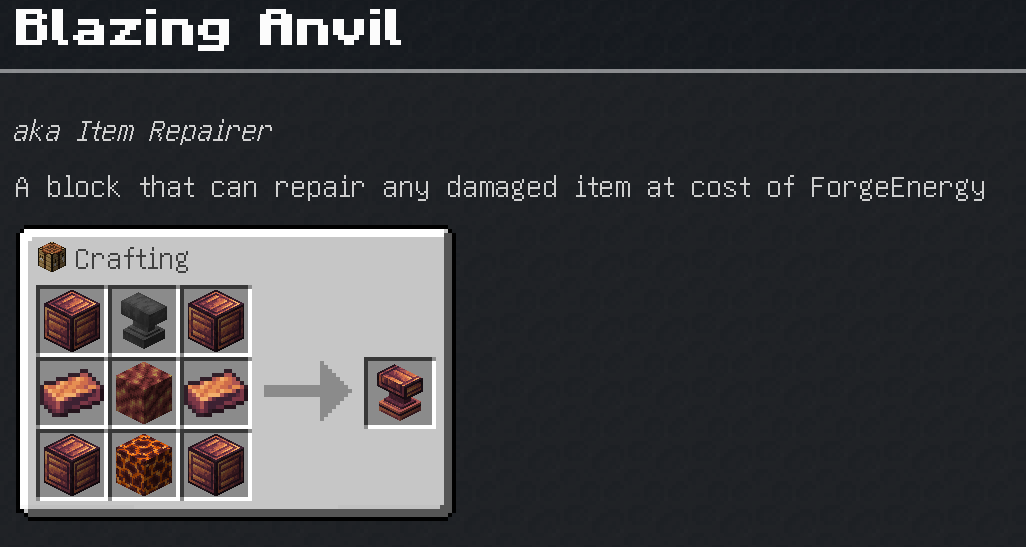 Blazing Anvil
aka Item Repairer
A block that can repair any damaged item at cost of ForgeEnergy
Crafting